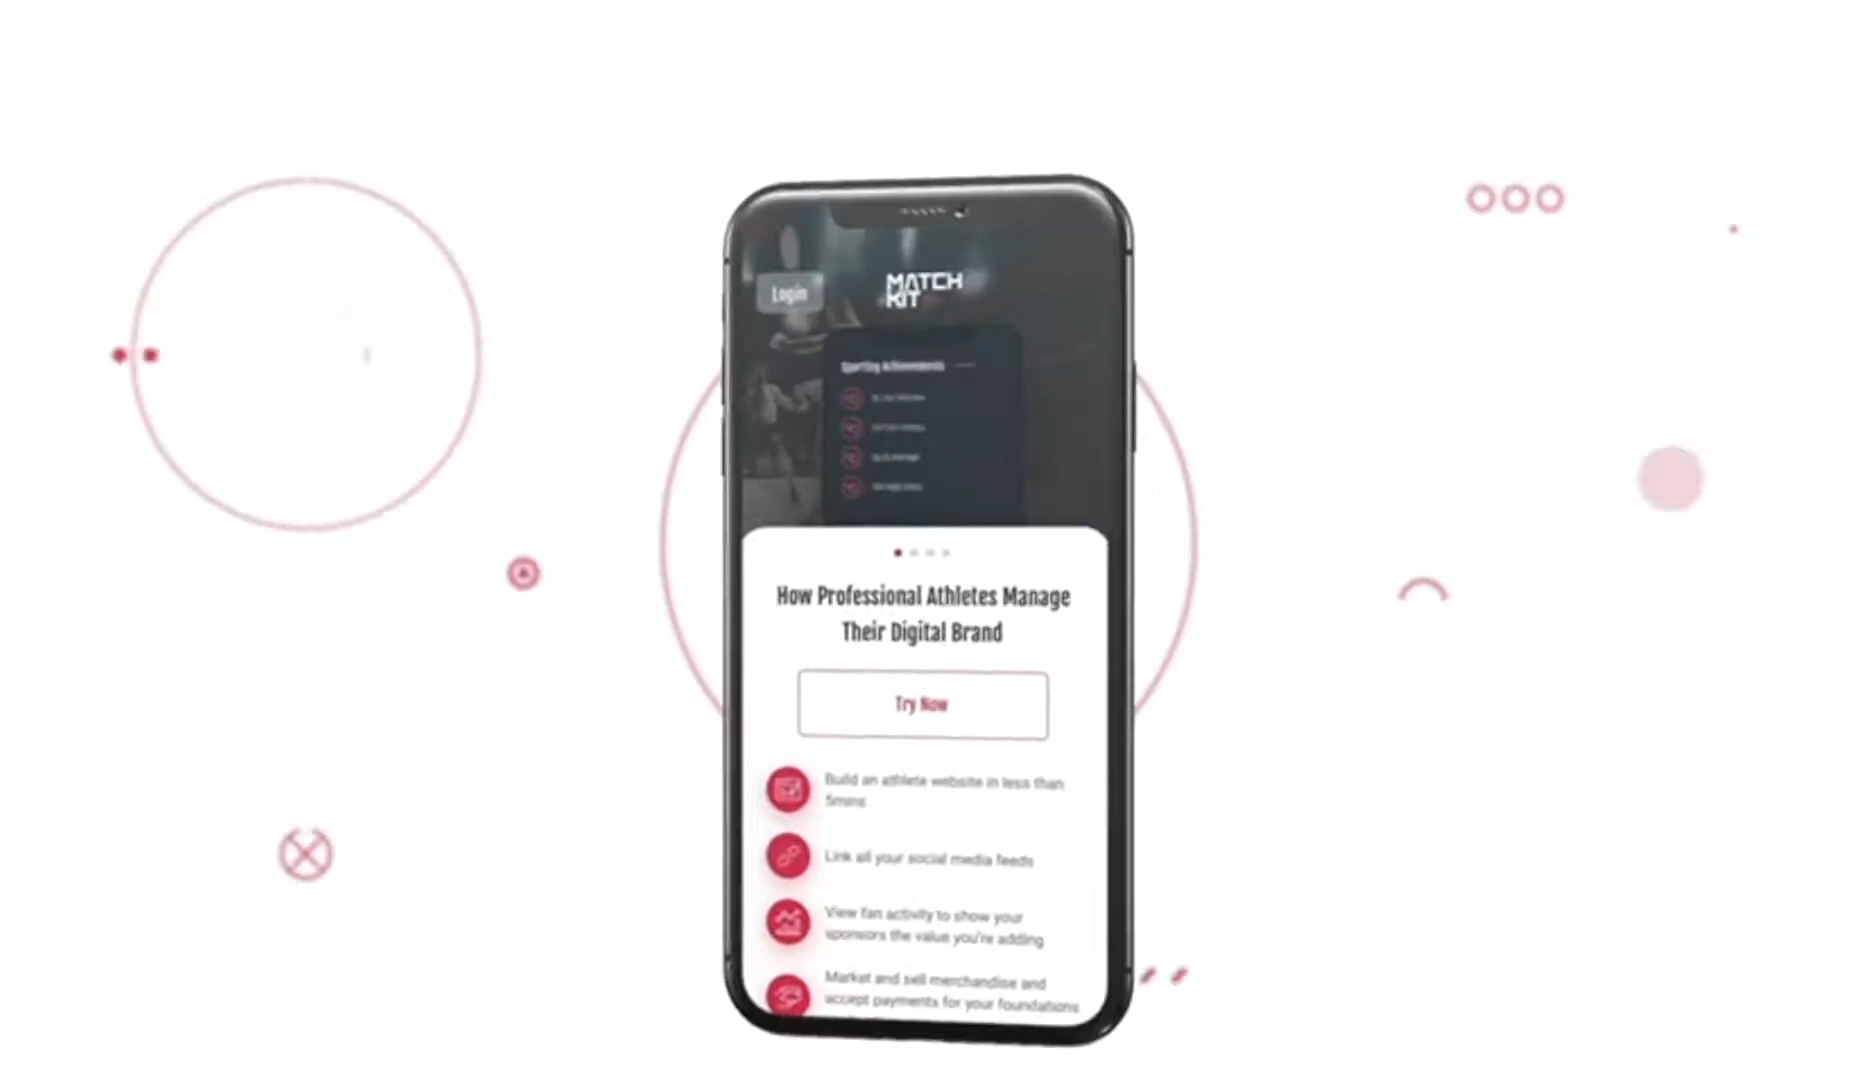 Login
MATCH
KIT
Sporting Achievements
How Professional Athletes Manage
Their Digital Brand
Try Now
Build an athlete website in less than
5mins
Link all your social media feeds
View fan activity to show your
sponsors the value you're adding
Market and sell merchandise and
accept payments for your foundations